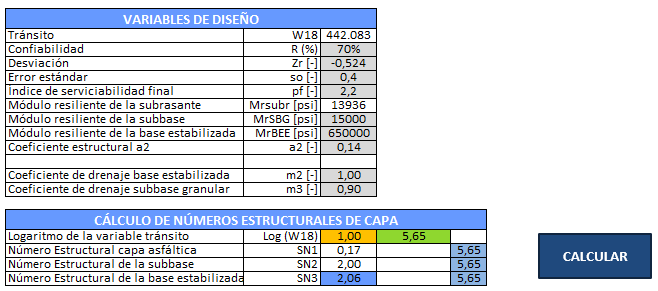 VARIABLES DE DISEÑO
Tránsito W18 442.083
Confiabilidad R (%) 70%
Desviación Zr [-] -0,524
Error estándar so [-] 0,4
Índice de serviciabilidad final pf [-] 2,2
Módulo resiliente de la subrasante Mrsubr [psi] 13936
Módulo resiliente de la subbase MrSBG [psi] 15000
Módulo resiliente de la base estabilizada MrBEE [psi] 650000
Coeficiente estructural a2 a2 [-] 0,14
Coeficiente de drenaje base estabilizada m2 [-] 1,00
Coeficiente de drenaje subbase granular m3 [-] 0,90
CÁLCULO DE NÚMEROS ESTRUCTURALES DE CAPA
Logaritmo de la variable tránsito Log (W18) 1,00 5,65
Número Estructural capa asfáltica SN1 0,17 5,65
Número Estructural de la subbase SN2 2,00 5,65
Número Estructural de la base estabilizada SN3 2,06 5,65
CALCULAR